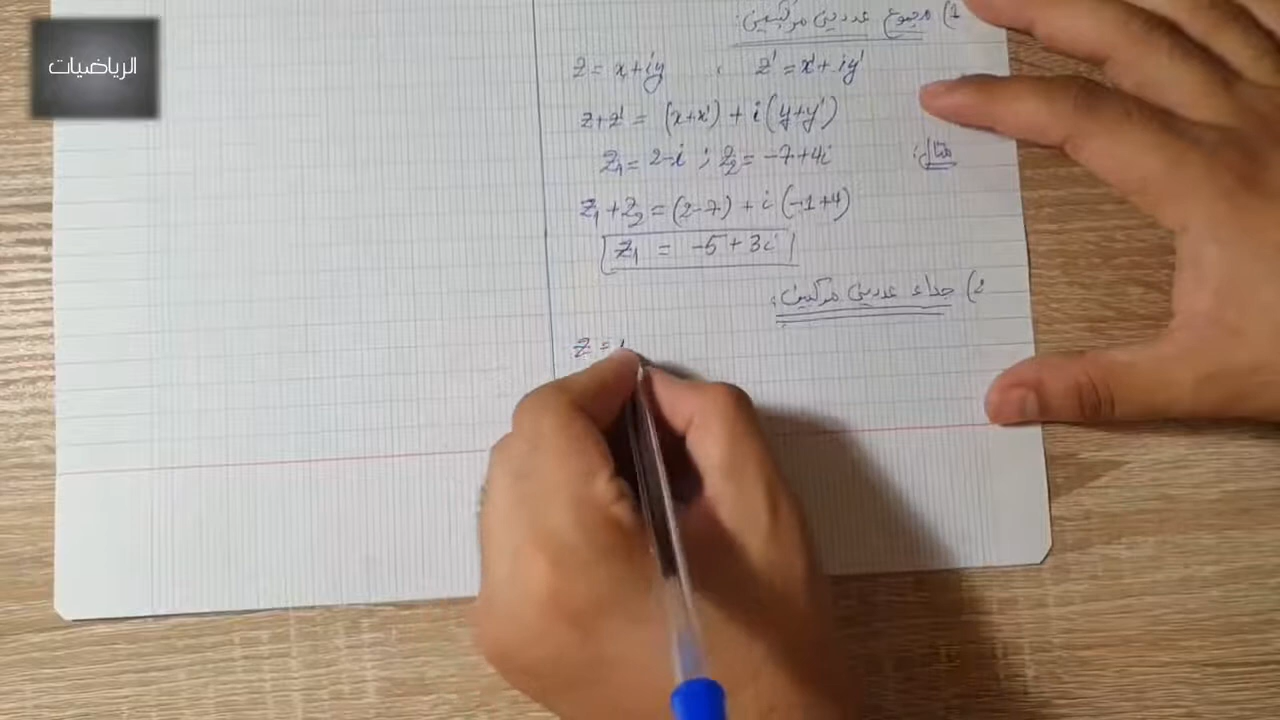 الرياضيات
1) مجموع عددين مركبين:
z = x+iy , z' = x'+iy'
z+z' = (x+x') + i(y+y')
مثال: z₁ = 2-i ; z₂ = -7+4i
z₁+z₂ = (2-7) + i(-1+4)
z₁ = -5+3i
2) جداء عددين مركبين:
z =